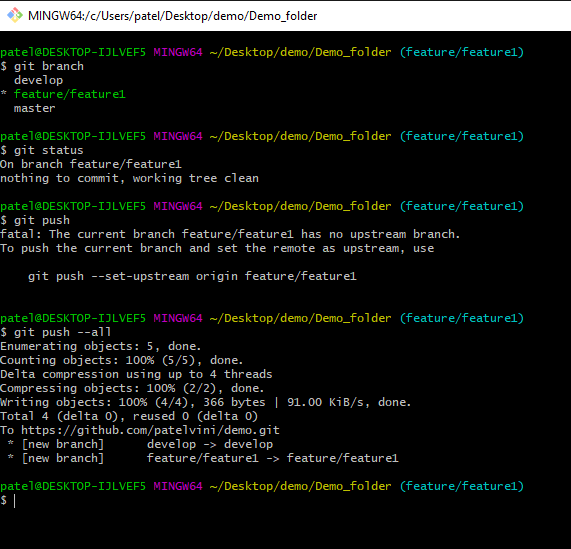 MINGW64:/c/Users/patel/Desktop/demo/Demo_folder
patel@DESKTOP-IJLVEF5 MINGW64 ~/Desktop/demo/Demo_folder (feature/feature1)
$ git branch
  develop
* feature/feature1
  master
patel@DESKTOP-IJLVEF5 MINGW64 ~/Desktop/demo/Demo_folder (feature/feature1)
$ git status
On branch feature/feature1
nothing to commit, working tree clean
patel@DESKTOP-IJLVEF5 MINGW64 ~/Desktop/demo/Demo_folder (feature/feature1)
$ git push
fatal: The current branch feature/feature1 has no upstream branch.
To push the current branch and set the remote as upstream, use
    git push --set-upstream origin feature/feature1
patel@DESKTOP-IJLVEF5 MINGW64 ~/Desktop/demo/Demo_folder (feature/feature1)
$ git push --all
Enumerating objects: 5, done.
Counting objects: 100% (5/5), done.
Delta compression using up to 4 threads
Compressing objects: 100% (2/2), done.
Writing objects: 100% (4/4), 366 bytes | 91.00 KiB/s, done.
Total 4 (delta 0), reused 0 (delta 0)
To https://github.com/patelvini/demo.git
 * [new branch]      develop -> develop
 * [new branch]      feature/feature1 -> feature/feature1
patel@DESKTOP-IJLVEF5 MINGW64 ~/Desktop/demo/Demo_folder (feature/feature1)
$